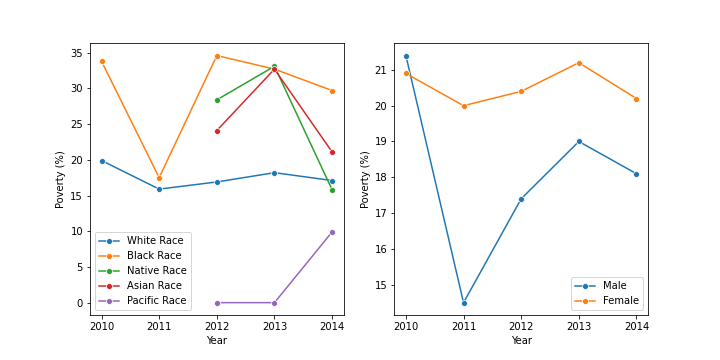 35
30
25
20
15
10
5
0
Poverty (%)
White Race
Black Race
Native Race
Asian Race
Pacific Race
2010 2011 2012 2013 2014
Year
21
20
19
18
17
16
15
Poverty (%)
Male
Female
2010 2011 2012 2013 2014
Year